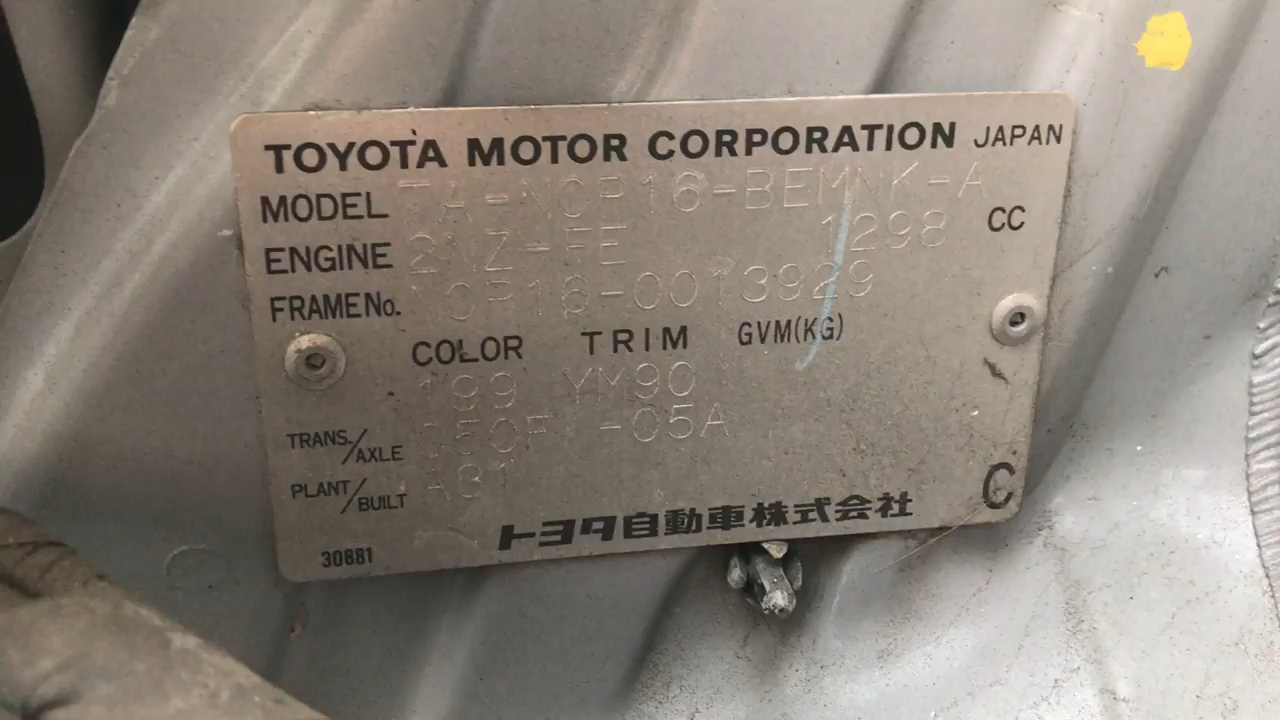 TOYOTA MOTOR CORPORATION JAPAN
MODEL TA-NCP16-BEMNK-A
ENGINE 2NZ-FE 1298 CC
FRAME No. NCP16-0013929
COLOR TRIM GVM(KG)
199 YM90
TRANS./AXLE C50F -05A
PLANT/BUILT A31
トヨタ自動車株式会社 C
30881